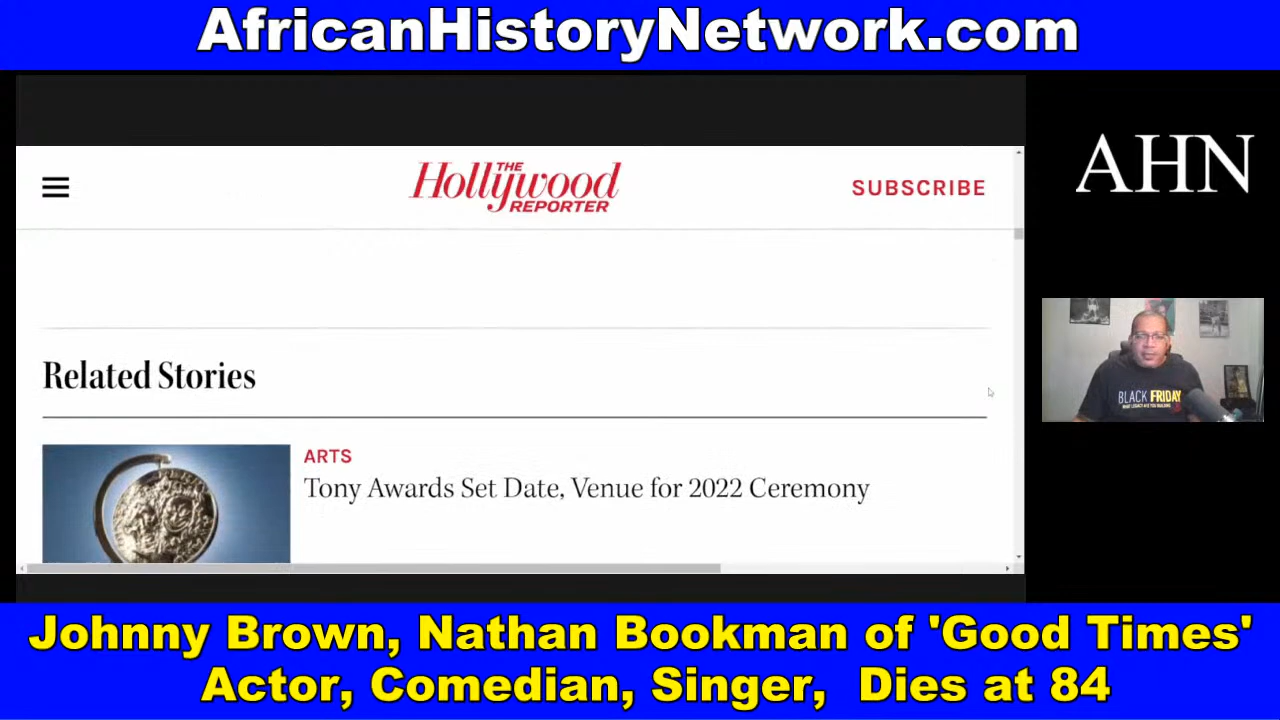 AfricanHistoryNetwork.com
THE
Hollywood
REPORTER
SUBSCRIBE
AHN
Related Stories
BLACK FRIDAY
ARTS
Tony Awards Set Date, Venue for 2022 Ceremony
Johnny Brown, Nathan Bookman of 'Good Times'
Actor, Comedian, Singer, Dies at 84